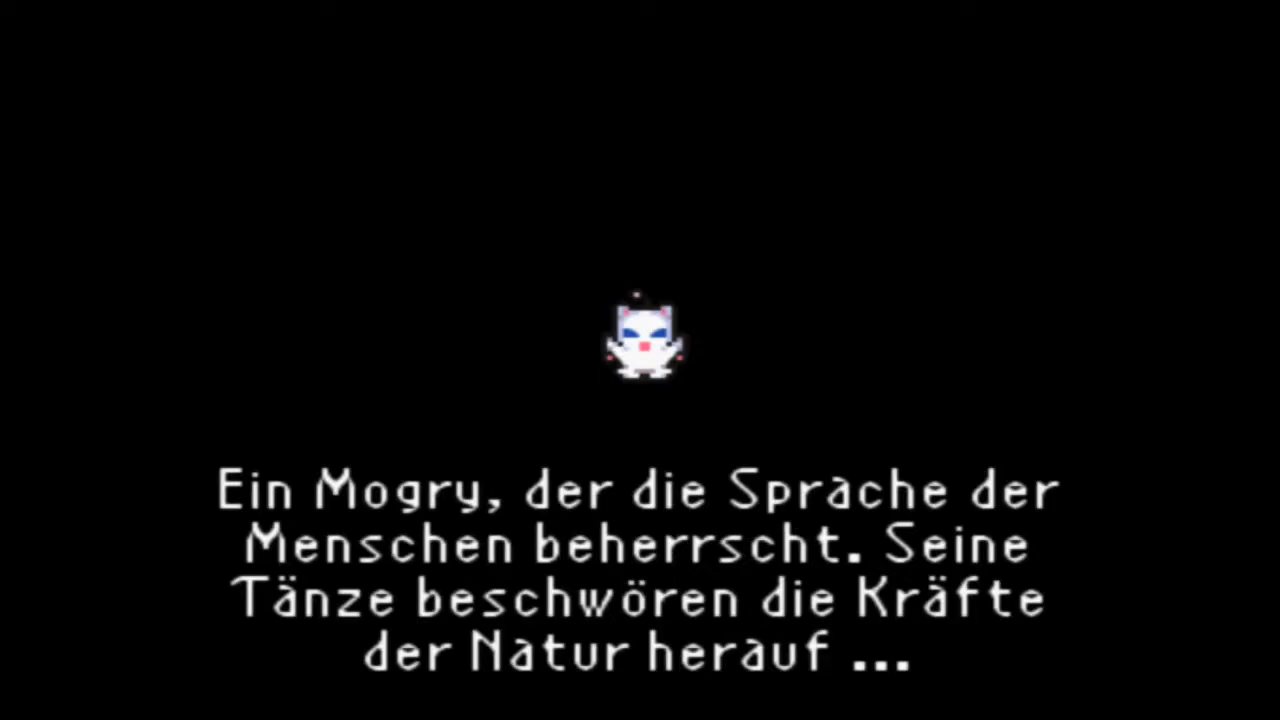 Ein Mogry, der die Sprache der
Menschen beherrscht. Seine
Tänze beschwören die Kräfte
der Natur herauf ...